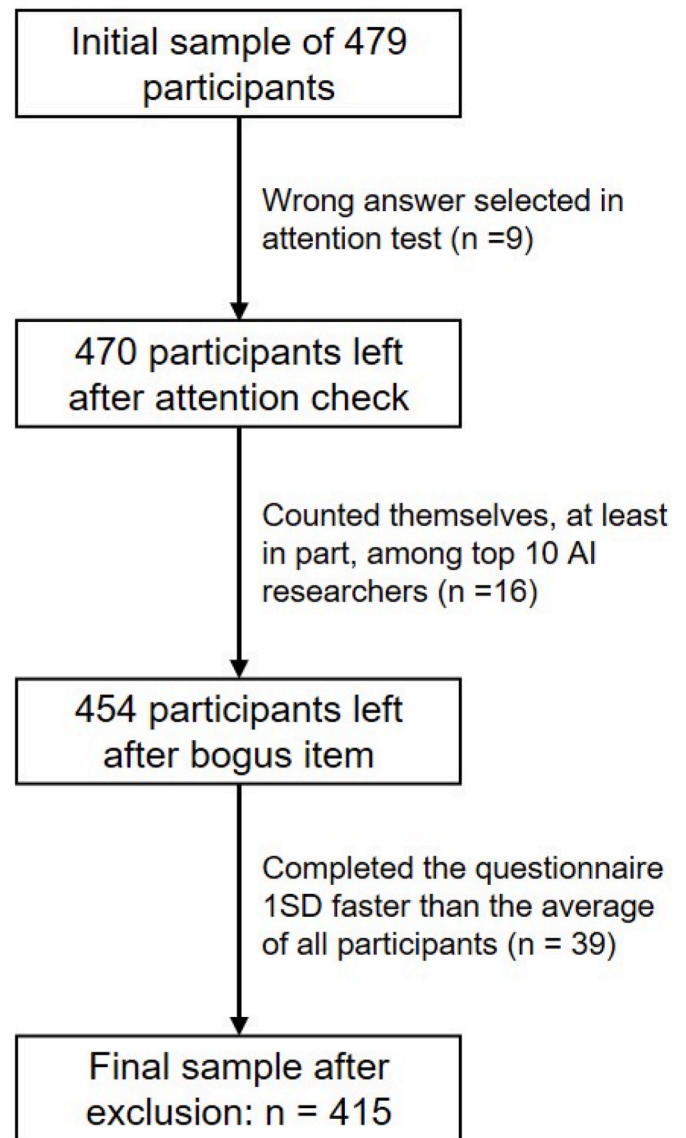 Initial sample of 479
participants
Wrong answer selected in
attention test (n =9)
470 participants left
after attention check
Counted themselves, at least
in part, among top 10 AI
researchers (n =16)
454 participants left
after bogus item
Completed the questionnaire
1SD faster than the average
of all participants (n = 39)
Final sample after
exclusion: n = 415